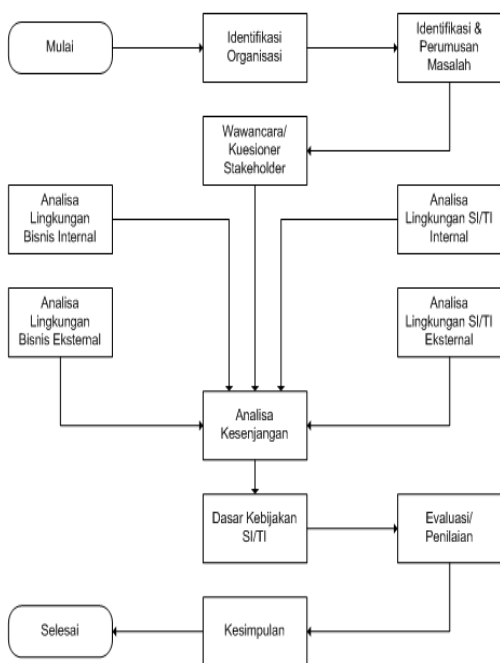 Mulai
Identifikasi
Organisasi
Identifikasi &
Perumusan
Masalah
Wawancara/
Kuesioner
Stakeholder
Analisa
Lingkungan
Bisnis Internal
Analisa
Lingkungan SI/TI
Internal
Analisa
Lingkungan
Bisnis Eksternal
Analisa
Lingkungan SI/TI
Eksternal
Analisa
Kesenjangan
Dasar Kebijakan
SI/TI
Evaluasi/
Penilaian
Selesai
Kesimpulan